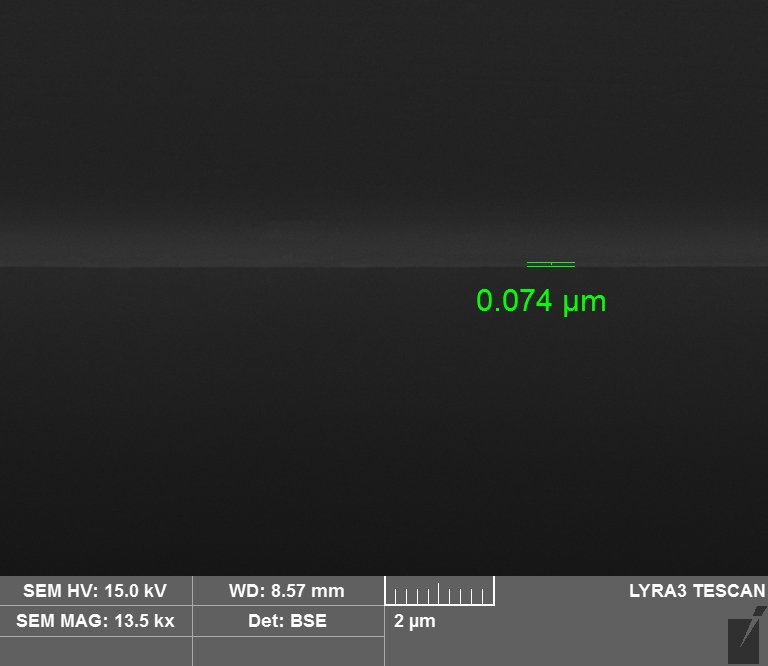 0.074 µm
SEM HV: 15.0 kV
WD: 8.57 mm
LYRA3 TESCAN
SEM MAG: 13.5 kx
Det: BSE
2 µm